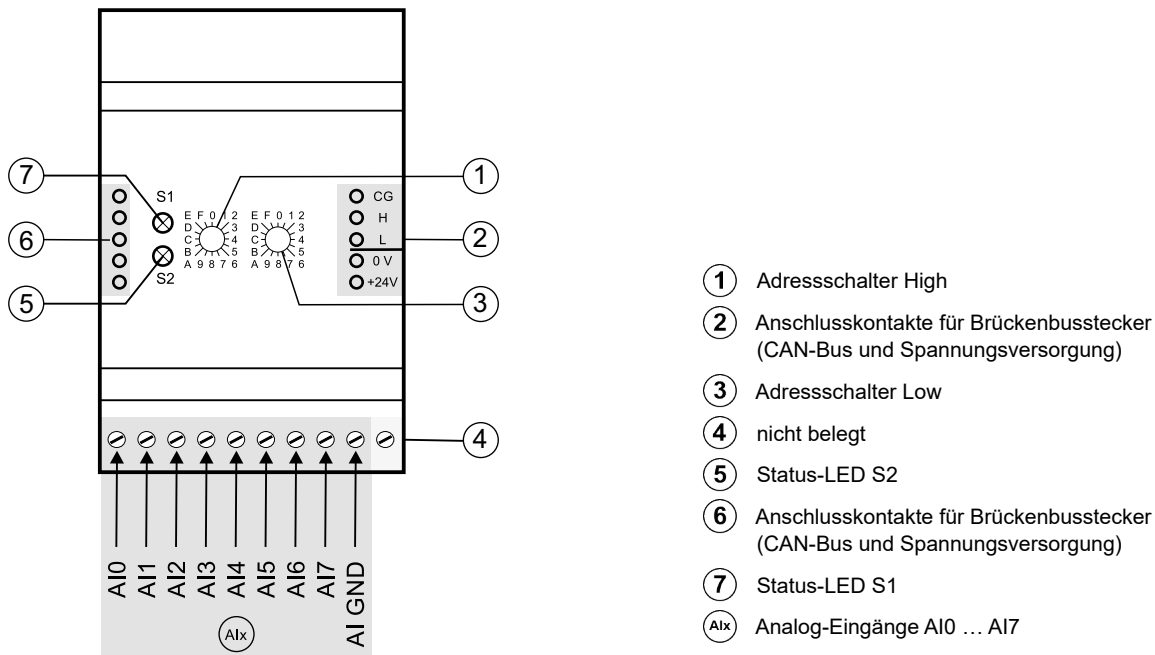 7
1
S1
CG
E F 0 1 2
E F 0 1 2
H
D 3
D 3
6
C 4
C 4
L
2
B 5
B 5
0 V
A 9 8 7 6
A 9 8 7 6
S2
+24V
5
3
4
AI0
AI1
AI2
AI3
AI4
AI5
AI6
AI7
AI GND
AIx
1 Adressschalter High
2 Anschlusskontakte für Brückenbusstecker
(CAN-Bus und Spannungsversorgung)
3 Adressschalter Low
4 nicht belegt
5 Status-LED S2
6 Anschlusskontakte für Brückenbusstecker
(CAN-Bus und Spannungsversorgung)
7 Status-LED S1
AIx Analog-Eingänge AI0 … AI7